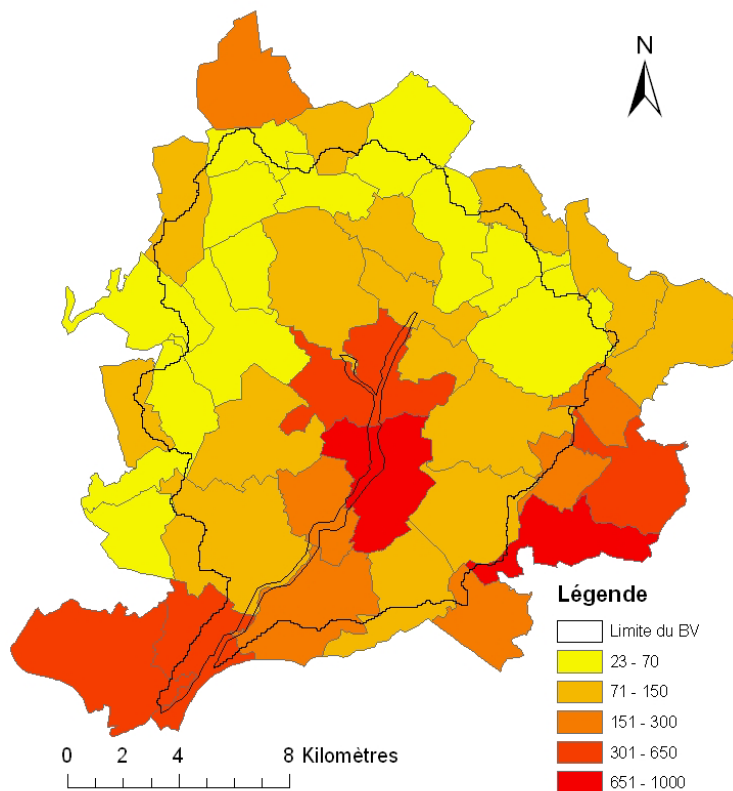 N
Légende
Limite du BV
23 - 70
71 - 150
151 - 300
301 - 650
651 - 1000
0 2 4 8 Kilomètres